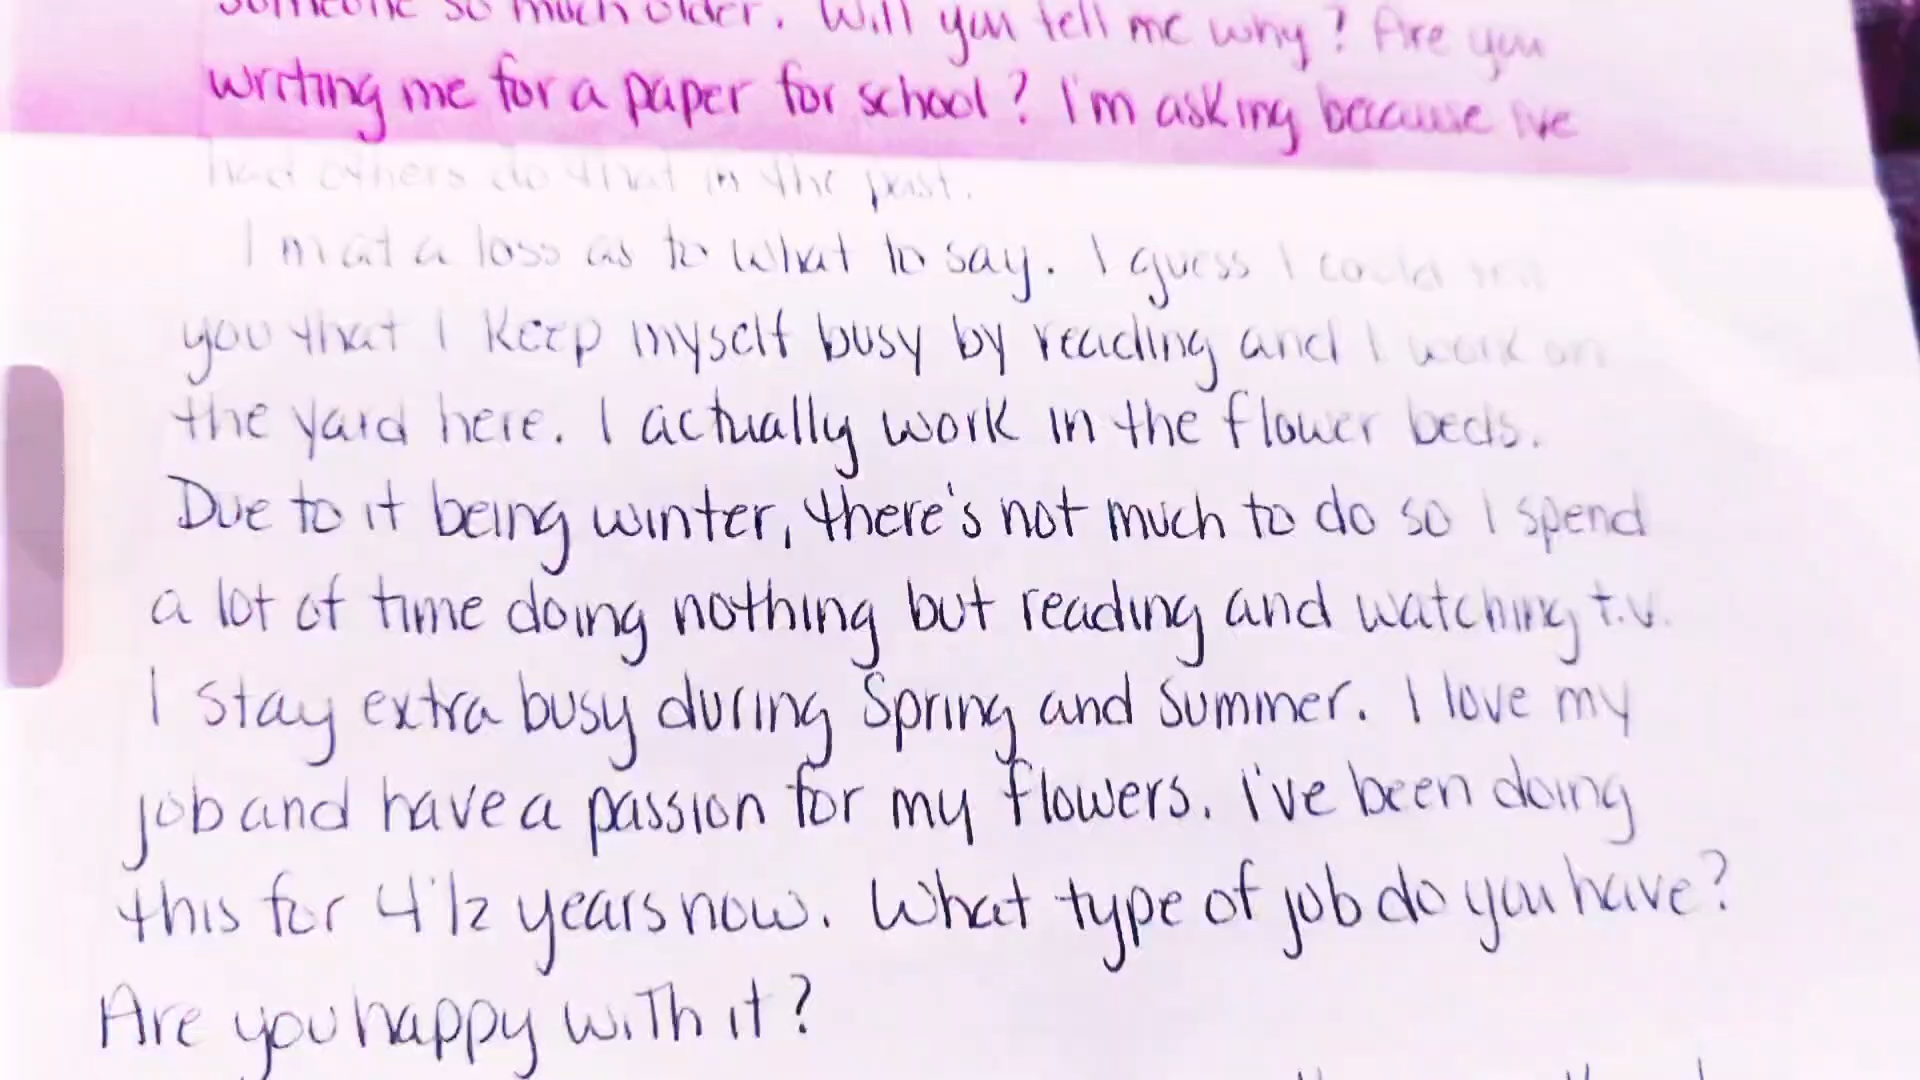 someone so much older. Will you tell me why? Are you
writing me for a paper for school? I'm asking because ive
had others do that in the past.
I'm at a loss as to what to say. I guess I could tell
you that I keep myself busy by reading and I work on
the yard here. I actually work in the flower beds.
Due to it being winter, there's not much to do so I spend
a lot of time doing nothing but reading and watching t.v.
I stay extra busy during Spring and Summer. I love my
job and have a passion for my flowers. I've been doing
this for 4 1/2 years now. What type of job do you have?
Are you happy with it?